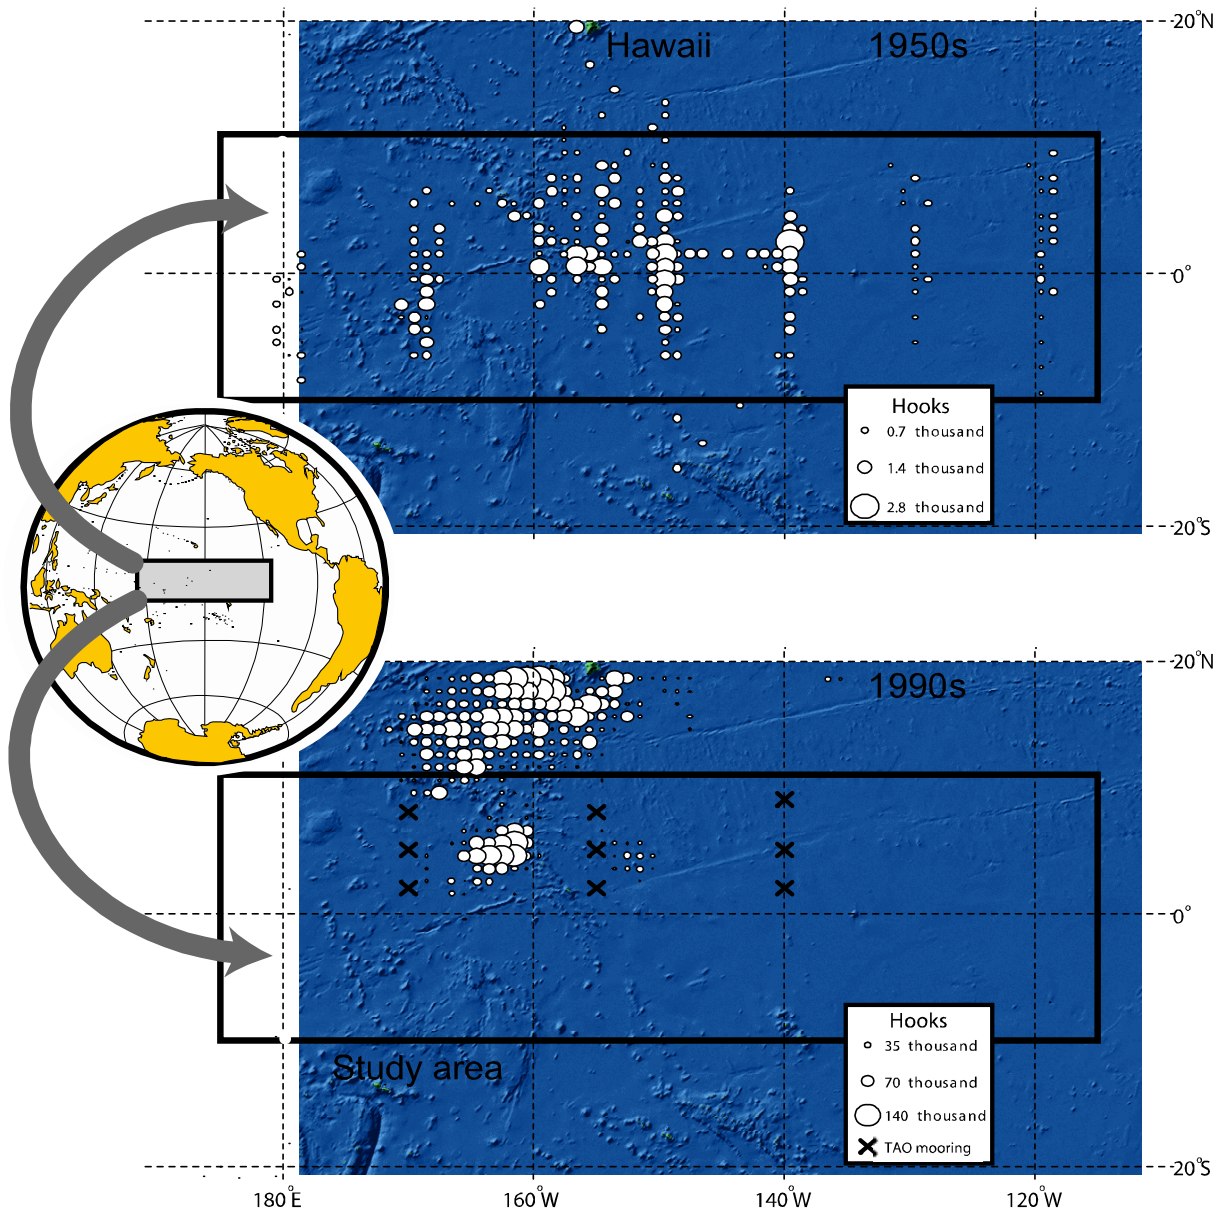 20°N
Hawaii
1950s
0°
Hooks
0.7 thousand
1.4 thousand
2.8 thousand
20°S
20°N
1990s
0°
Hooks
35 thousand
70 thousand
140 thousand
TAO mooring
Study area
20°S
180°E
160°W
140°W
120°W